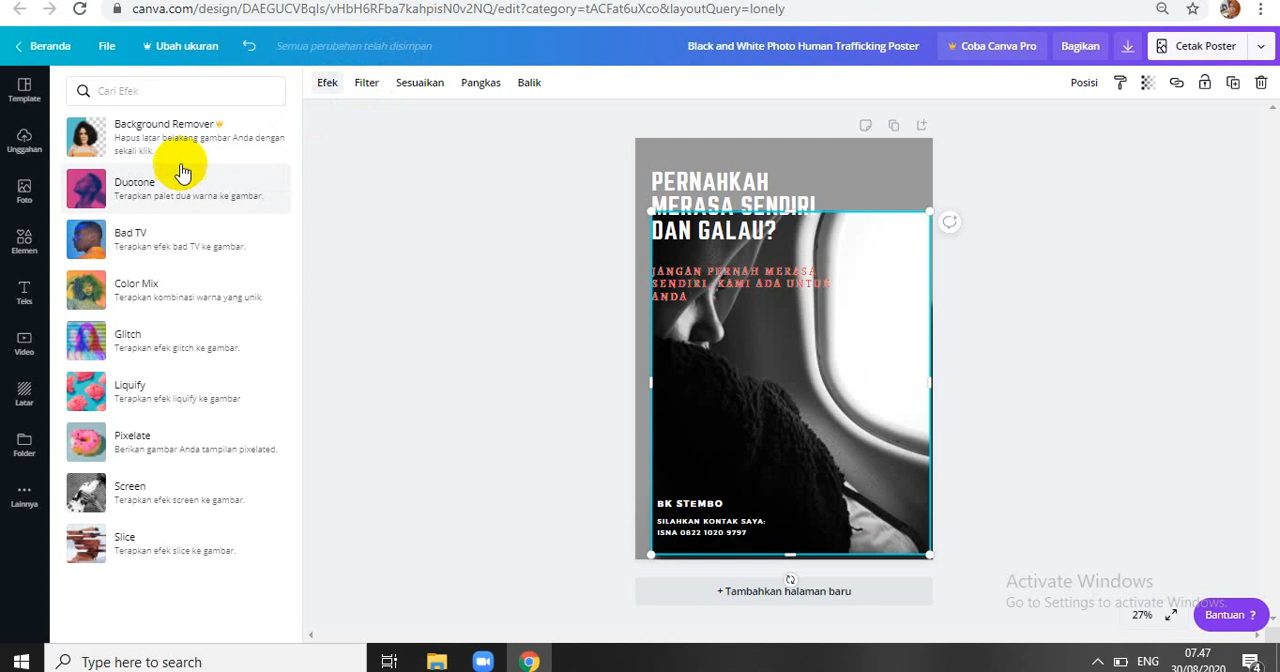 canva.com/design/DAEGUCVBqls/vHbH6RFba7kahpisN0v2NQ/edit?category=tACFat6uXco&layoutQuery=lonely
Beranda
File
Ubah ukuran
Semua perubahan telah disimpan
Black and White Photo Human Trafficking Poster
Coba Canva Pro
Bagikan
Cetak Poster
Template
Unggahan
Foto
Elemen
Teks
Video
Latar
Folder
Lainnya
Cari Efek
Background Remover
Hapus latar belakang gambar Anda dengan
sekali klik.
Duotone
Terapkan palet dua warna ke gambar.
Bad TV
Terapkan efek bad TV ke gambar.
Color Mix
Terapkan kombinasi warna yang unik.
Glitch
Terapkan efek glitch ke gambar.
Liquify
Terapkan efek liquify ke gambar
Pixelate
Berikan gambar Anda tampilan pixelated.
Screen
Terapkan efek screen ke gambar.
Slice
Terapkan efek slice ke gambar.
Efek
Filter
Sesuaikan
Pangkas
Balik
Posisi
PERNAHKAH
MERASA SENDIRI
DAN GALAU?
JANGAN PERNAH MERASA
SENDIRI, KAMI ADA UNTUK
ANDA
BK STEMBO
SILAHKAN KONTAK SAYA:
ISNA 0822 1020 9797
+ Tambahkan halaman baru
Activate Windows
Go to Settings to activate Windows.
27%
Bantuan ?
Type here to search
ENG
07.47
30/08/2020
4